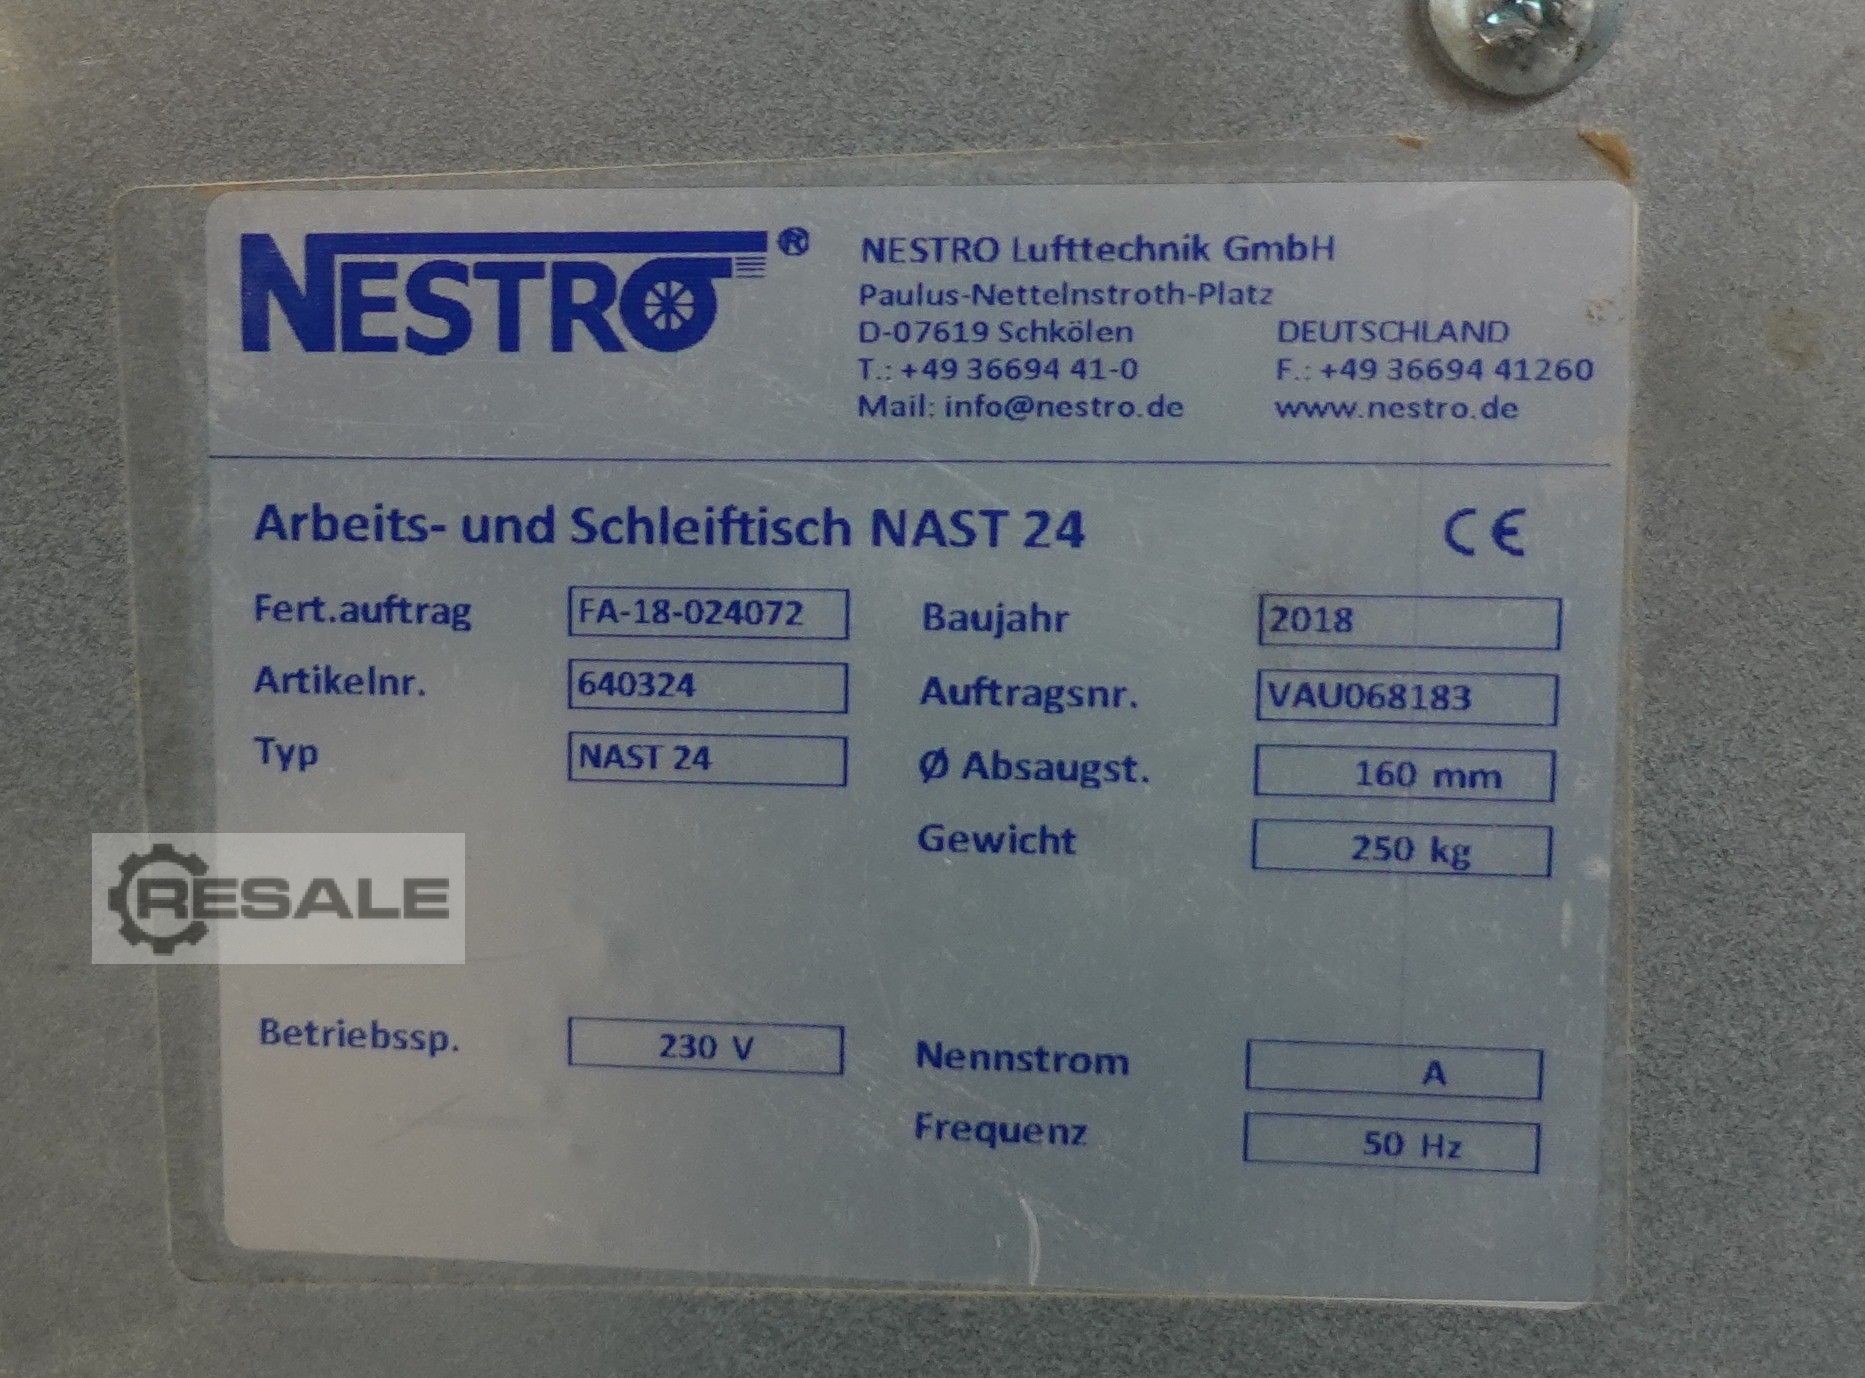 NESTRO®
NESTRO Lufttechnik GmbH
Paulus-Nettelnstroth-Platz
D-07619 Schkölen DEUTSCHLAND
T.: +49 36694 41-0 F.: +49 36694 41260
Mail: info@nestro.de www.nestro.de
Arbeits- und Schleiftisch NAST 24 CE
Fert.auftrag FA-18-024072 Baujahr 2018
Artikelnr. 640324 Auftragsnr. VAU068183
Typ NAST 24 Ø Absaugst. 160 mm
Gewicht 250 kg
RESALE
Betriebssp. 230 V Nennstrom A
Frequenz 50 Hz